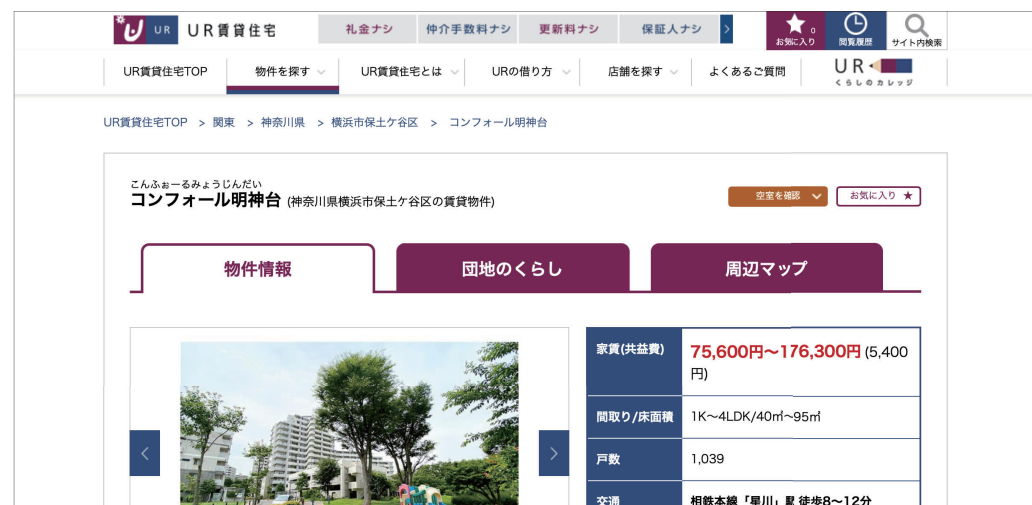 UR UR賃貸住宅 礼金ナシ 仲介手数料ナシ 更新料ナシ 保証人ナシ
お気に入り 0 閲覧履歴 サイト内検索
UR賃貸住宅TOP 物件を探す UR賃貸住宅とは URの借り方 店舗を探す よくあるご質問 UR
くらしのカレッジ
UR賃貸住宅TOP > 関東 > 神奈川県 > 横浜市保土ケ谷区 > コンフォール明神台
こんふぉーるみょうじんだい
コンフォール明神台 (神奈川県横浜市保土ケ谷区の賃貸物件)
空室を確認 お気に入り ★
物件情報 団地のくらし 周辺マップ
家賃(共益費) 75,600円〜176,300円 (5,400
円)
間取り/床面積 1K〜4LDK/40㎡〜95㎡
戸数 1,039
交通 相鉄本線「星川」駅 徒歩8〜12分